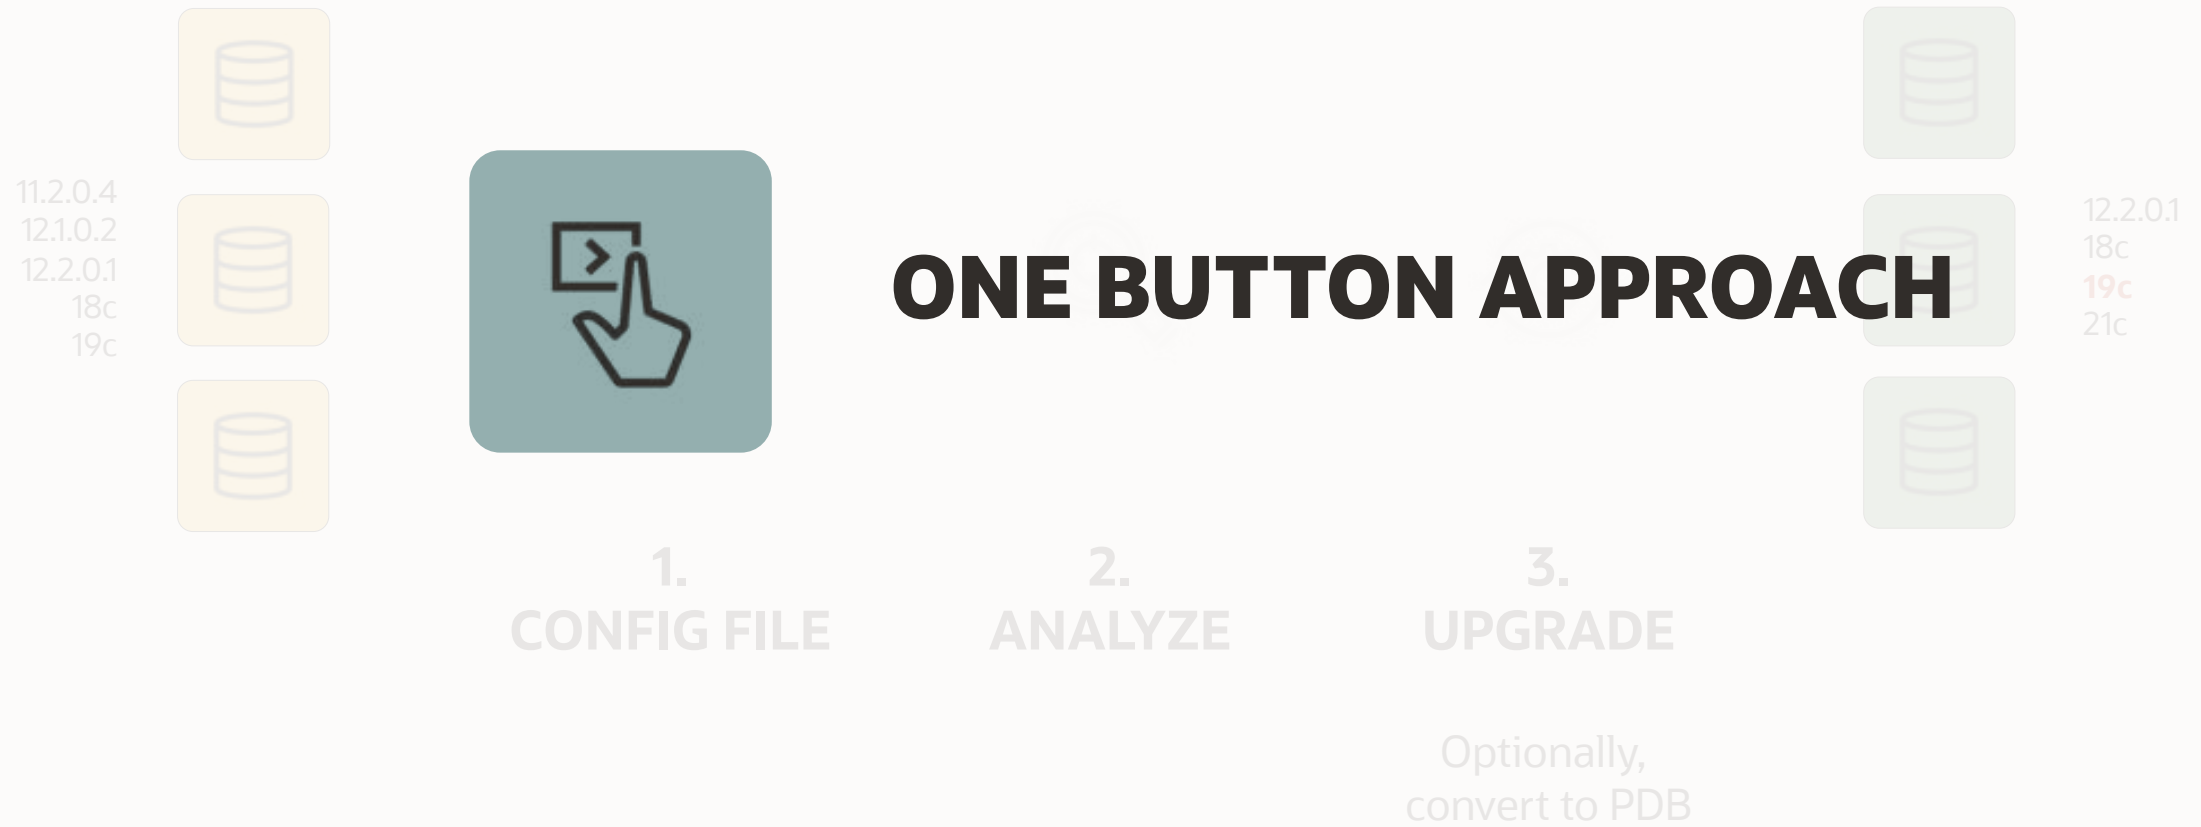 11.2.0.4
12.1.0.2
12.2.0.1
18c
19c
ONE BUTTON APPROACH
12.2.0.1
18c
19c
21c
1.
CONFIG FILE
2.
ANALYZE
3.
UPGRADE
Optionally,
convert to PDB